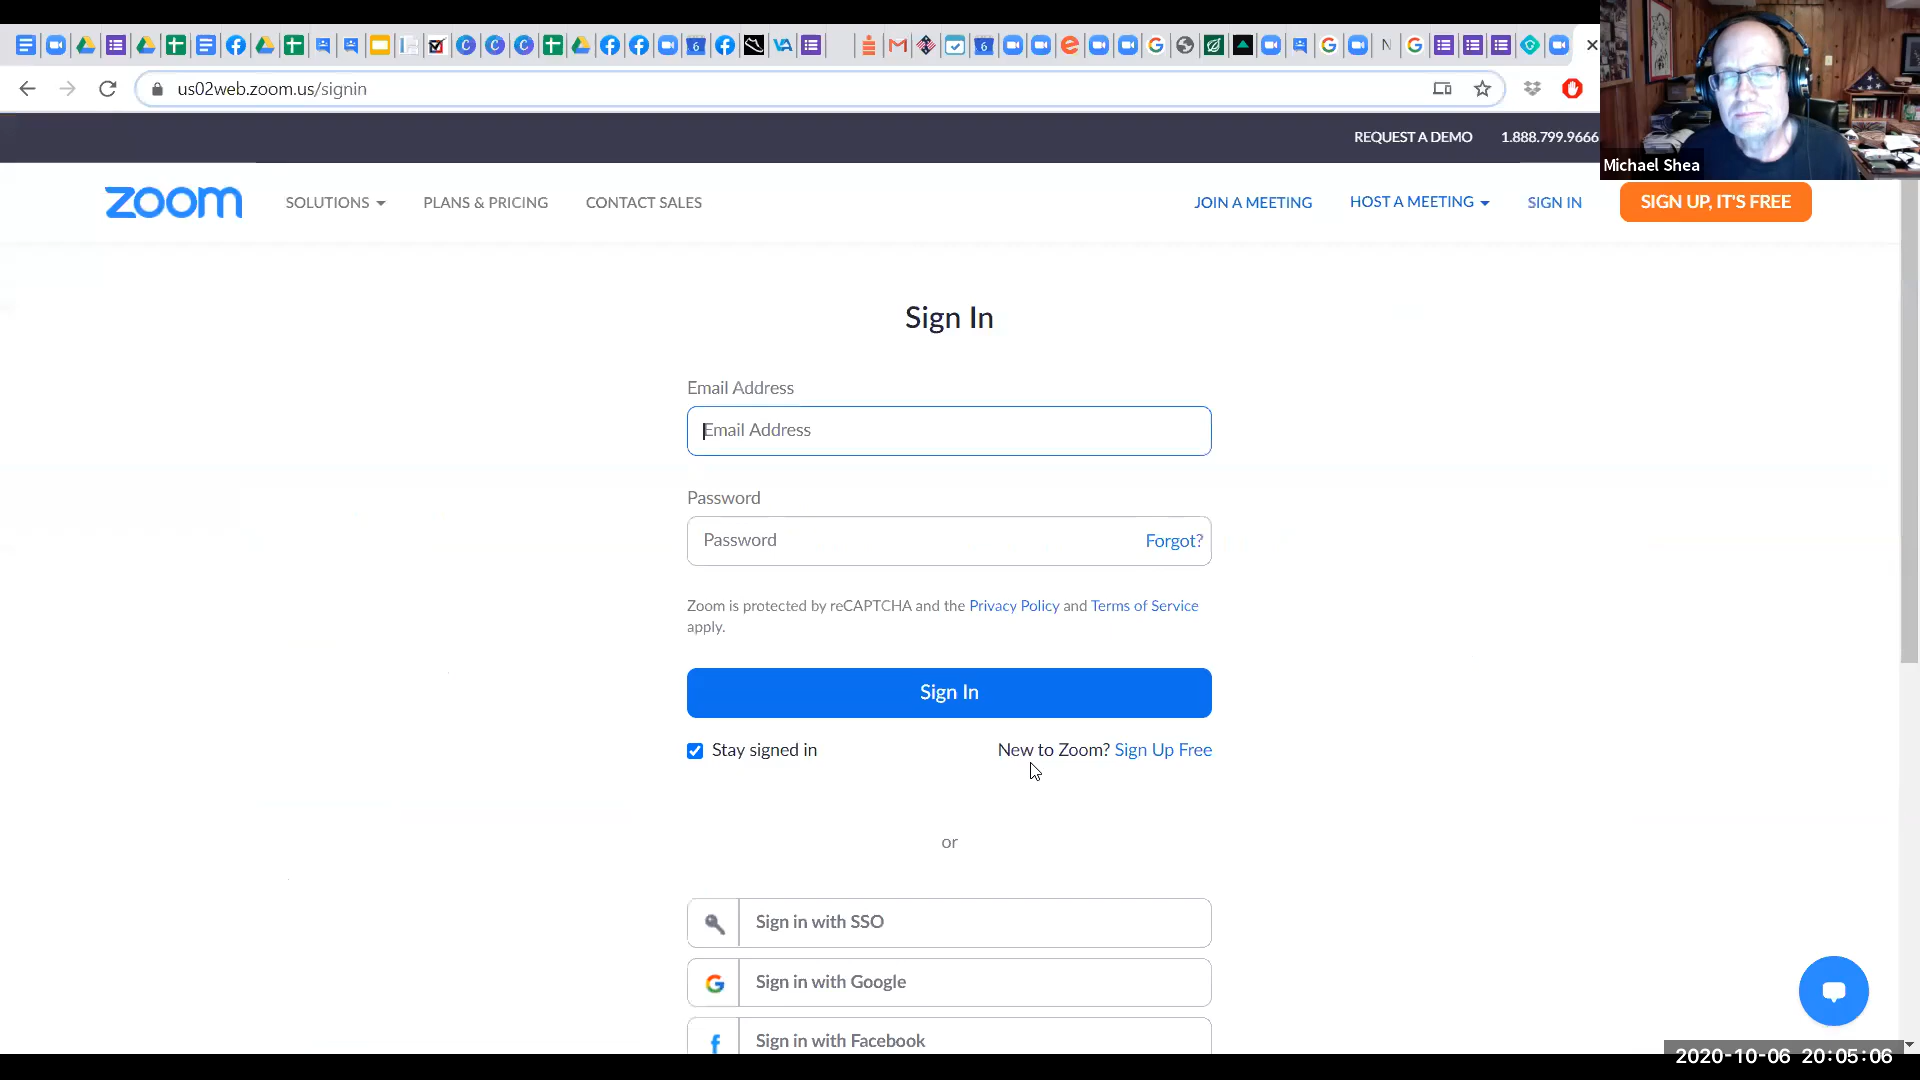 us02web.zoom.us/signin
REQUEST A DEMO 1.888.799.9666
Michael Shea
zoom SOLUTIONS PLANS & PRICING CONTACT SALES JOIN A MEETING HOST A MEETING SIGN IN SIGN UP, IT'S FREE
Sign In
Email Address
Email Address
Password
Password Forgot?
Zoom is protected by reCAPTCHA and the Privacy Policy and Terms of Service
apply.
Sign In
Stay signed in New to Zoom? Sign Up Free
or
Sign in with SSO
Sign in with Google
Sign in with Facebook
2020-10-06 20:05:06